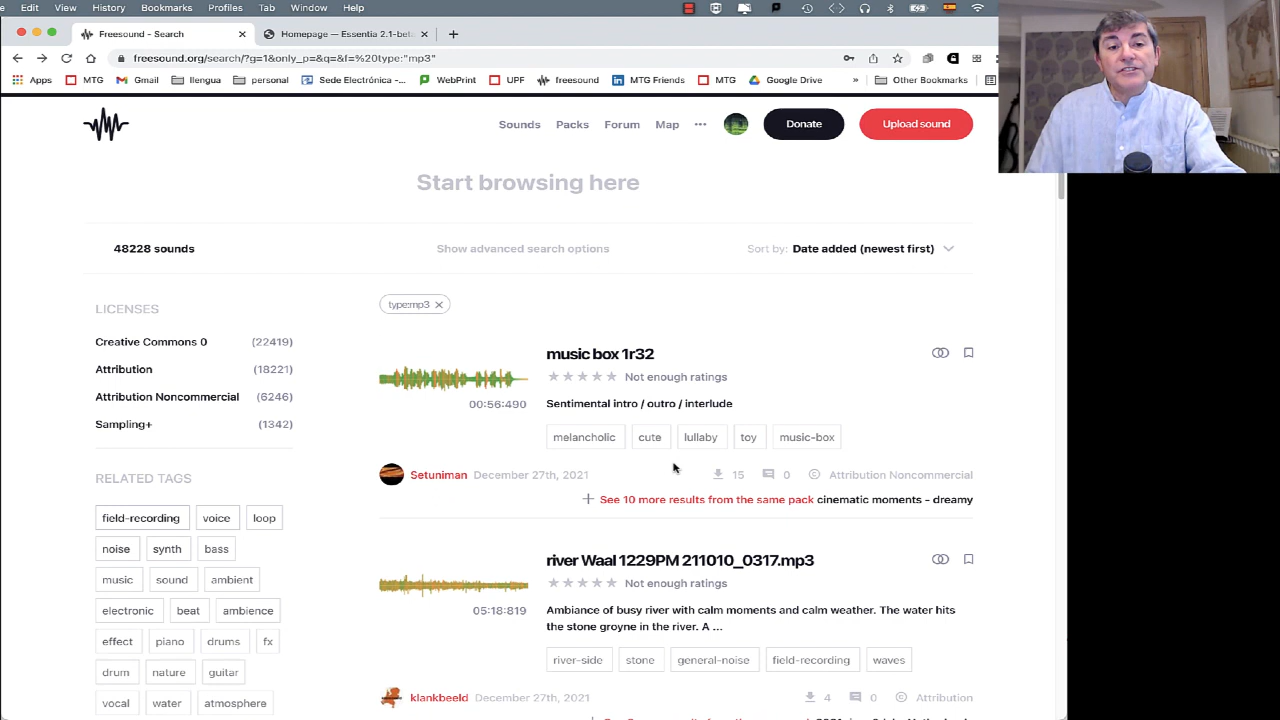 Edit View History Bookmarks Profiles Tab Window Help
Freesound - Search
Homepage — Essentia 2.1-beta
freesound.org/search/?g=1&only_p=&q=&f=%20type:"mp3"
Apps MTG Gmail llengua personal Sede Electrónica -... WebPrint UPF freesound MTG Friends MTG Google Drive » Other Bookmarks
Sounds Packs Forum Map ··· Donate Upload sound
Start browsing here
48228 sounds Show advanced search options Sort by: Date added (newest first)
LICENSES
Creative Commons 0 (22419)
Attribution (18221)
Attribution Noncommercial (6246)
Sampling+ (1342)
RELATED TAGS
field-recording voice loop
noise synth bass
music sound ambient
electronic beat ambience
effect piano drums fx
drum nature guitar
vocal water atmosphere
type:mp3
music box 1r32
Not enough ratings
00:56:490
Sentimental intro / outro / interlude
melancholic cute lullaby toy music-box
Setuniman December 27th, 2021 15 0 Attribution Noncommercial
See 10 more results from the same pack cinematic moments - dreamy
river Waal 1229PM 211010_0317.mp3
Not enough ratings
05:18:819
Ambiance of busy river with calm moments and calm weather. The water hits
the stone groyne in the river. A ...
river-side stone general-noise field-recording waves
klankbeeld December 27th, 2021 4 0 Attribution